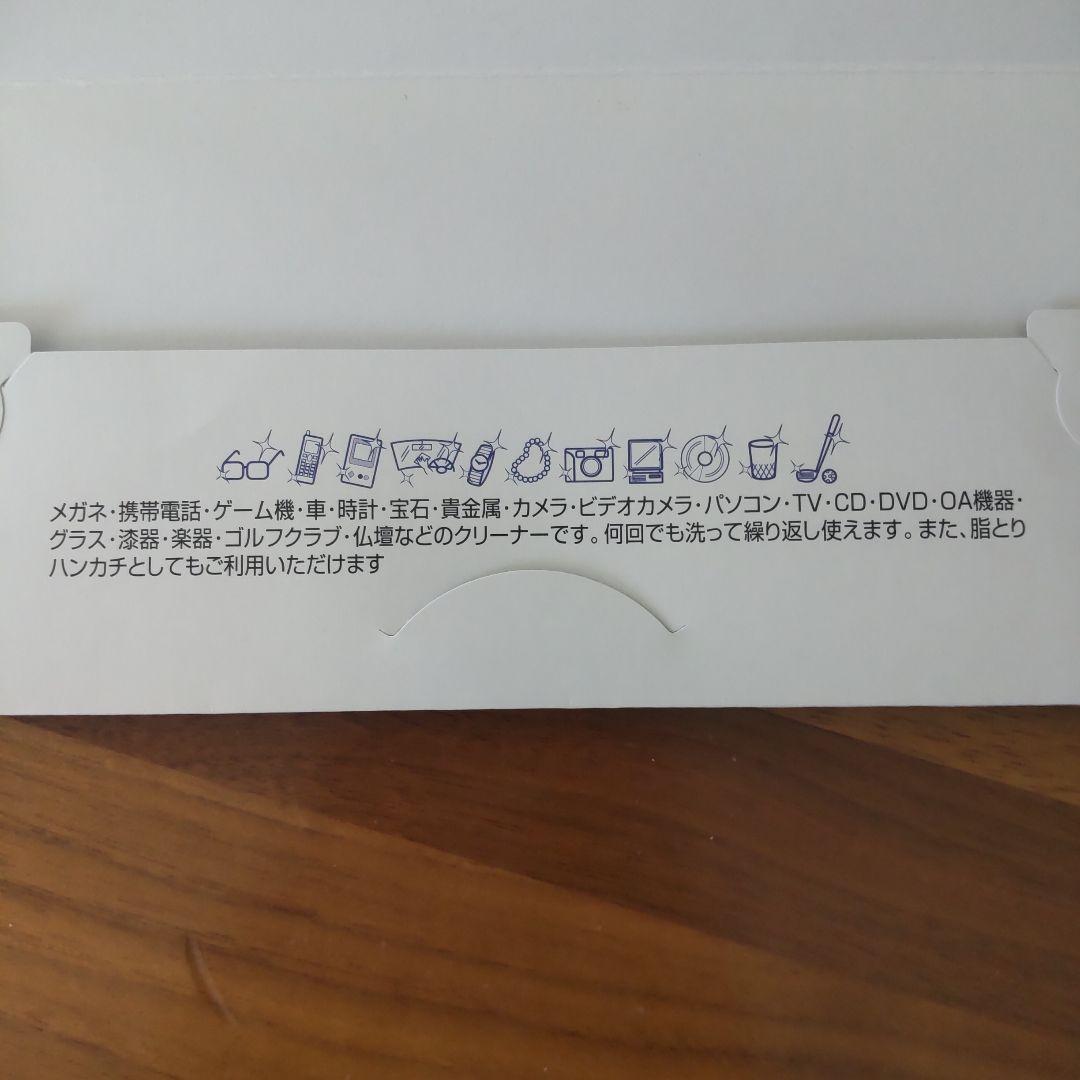 メガネ・携帯電話・ゲーム機・車・時計・宝石・貴金属・カメラ・ビデオカメラ・パソコン・TV・CD・DVD・OA機器・
グラス・漆器・楽器・ゴルフクラブ・仏壇などのクリーナーです。何回でも洗って繰り返し使えます。また、脂とり
ハンカチとしてもご利用いただけます